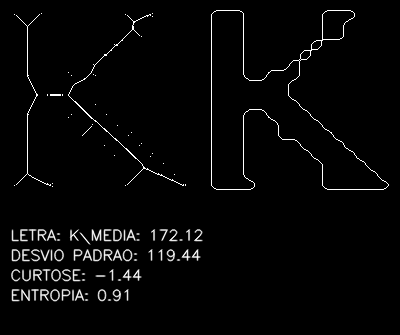 K K
LETRA: K\MEDIA: 172.12
DESVIO PADRAO: 119.44
CURTOSE: -1.44
ENTROPIA: 0.91